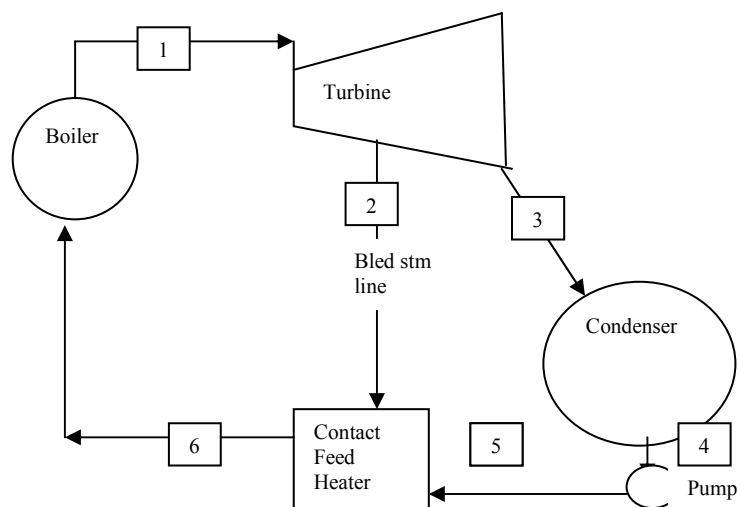 1
Turbine
Boiler
2
3
Bled stm
line
Condenser
Contact
Feed
Heater
5
4
6
Pump